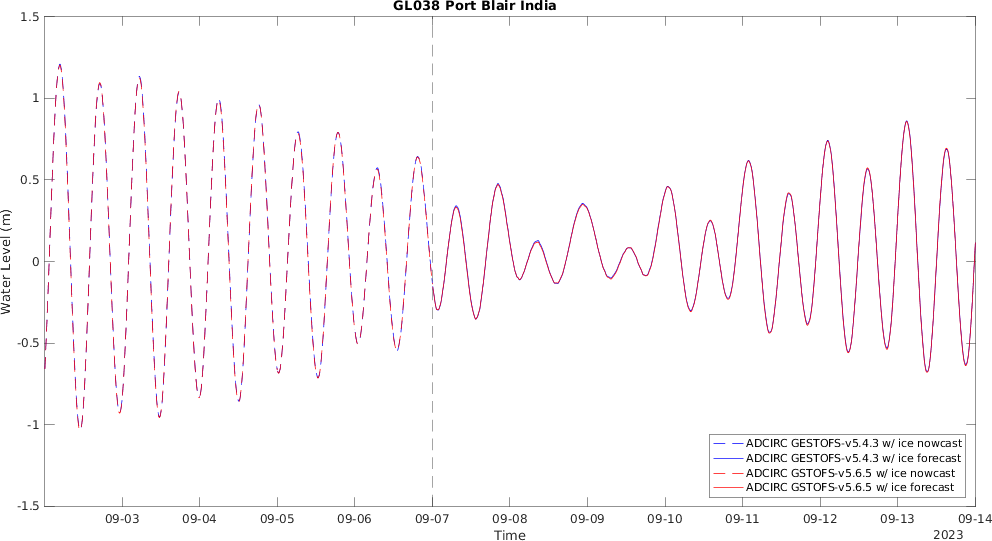 GL038 Port Blair India
1.5
1
0.5
0
-0.5
-1
-1.5
Water Level (m)
09-03 09-04 09-05 09-06 09-07 09-08 09-09 09-10 09-11 09-12 09-13 09-14
Time
2023
ADCIRC GESTOFS-v5.4.3 w/ ice nowcast
ADCIRC GESTOFS-v5.4.3 w/ ice forecast
ADCIRC GSTOFS-v5.6.5 w/ ice nowcast
ADCIRC GSTOFS-v5.6.5 w/ ice forecast